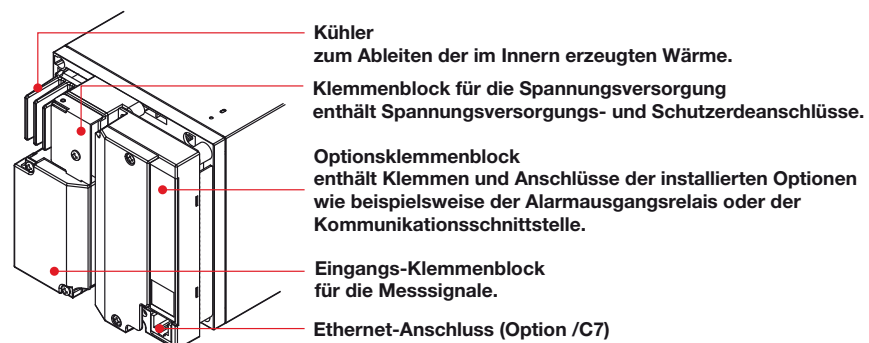 Kühler
zum Ableiten der im Innern erzeugten Wärme.
Klemmenblock für die Spannungsversorgung
enthält Spannungsversorgungs- und Schutzerdeanschlüsse.
Optionsklemmenblock
enthält Klemmen und Anschlüsse der installierten Optionen
wie beispielsweise der Alarmausgangsrelais oder der
Kommunikationsschnittstelle.
Eingangs-Klemmenblock
für die Messsignale.
Ethernet-Anschluss (Option /C7)